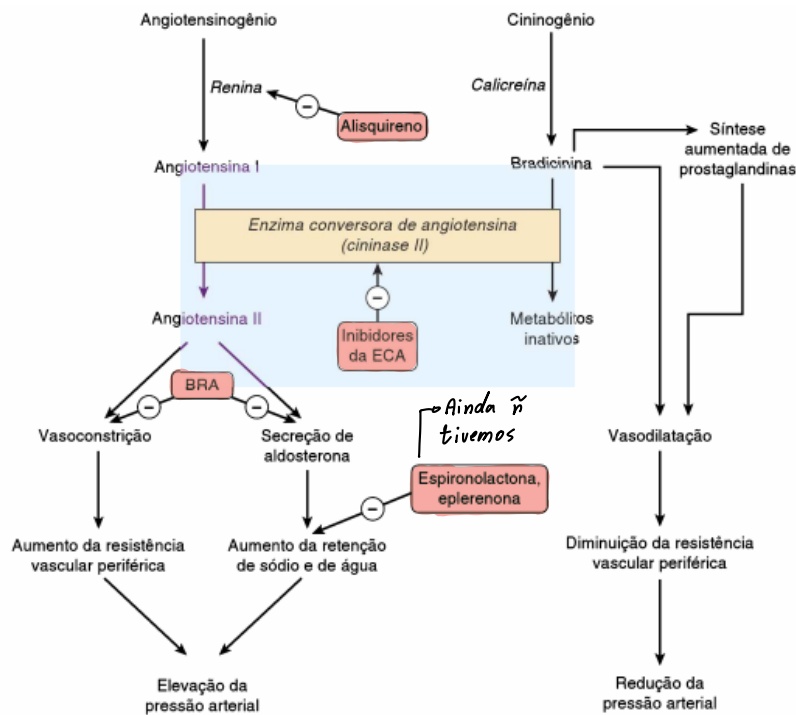 Angiotensinogênio
Cininogênio
Renina
Calicreína
Alisquireno
Síntese
aumentada de
prostaglandinas
Angiotensina I
Bradicinina
Enzima conversora de angiotensina
(cininase II)
Angiotensina II
Inibidores
da ECA
Metabólitos
inativos
BRA
Ainda ñ
tivemos
Vasoconstrição
Secreção de
aldosterona
Vasodilatação
Espironolactona,
eplerenona
Aumento da resistência
vascular periférica
Aumento da retenção
de sódio e de água
Diminuição da resistência
vascular periférica
Elevação da
pressão arterial
Redução da
pressão arterial